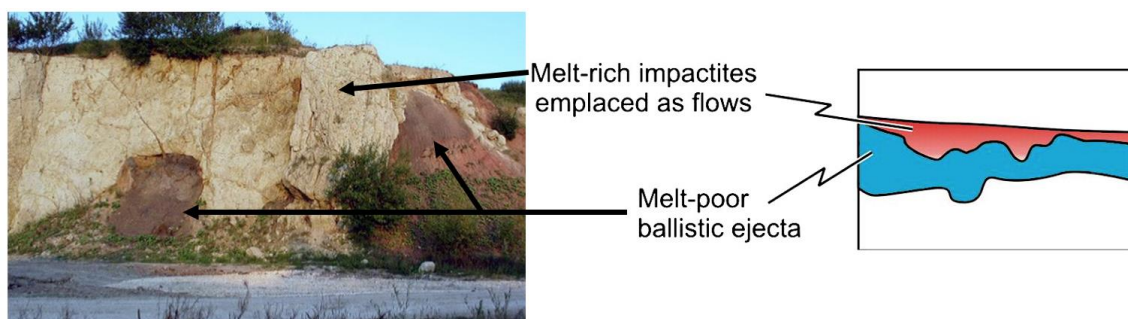 Melt-rich impactites
emplaced as flows
Melt-poor
ballistic ejecta